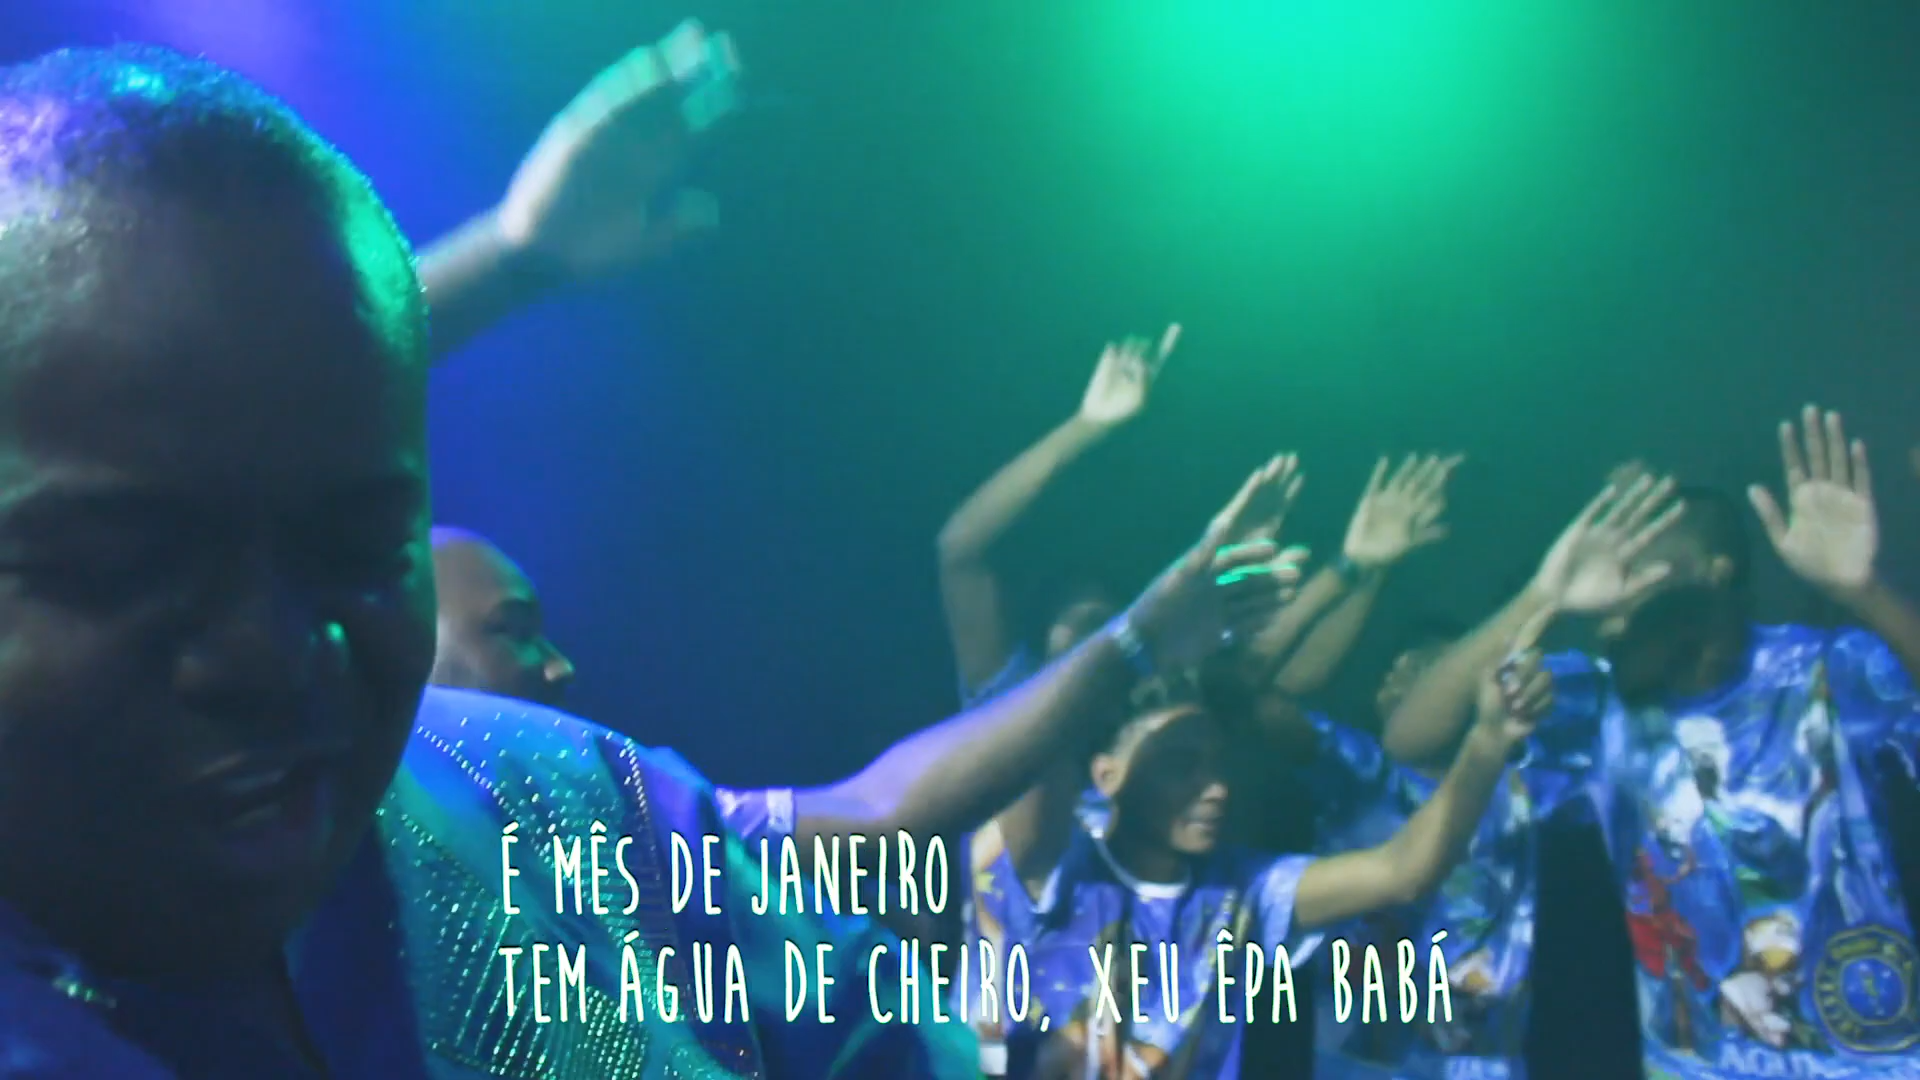 É MÊS DE JANEIRO
TEM ÁGUA DE CHEIRO, XEU ÊPA BABÁ